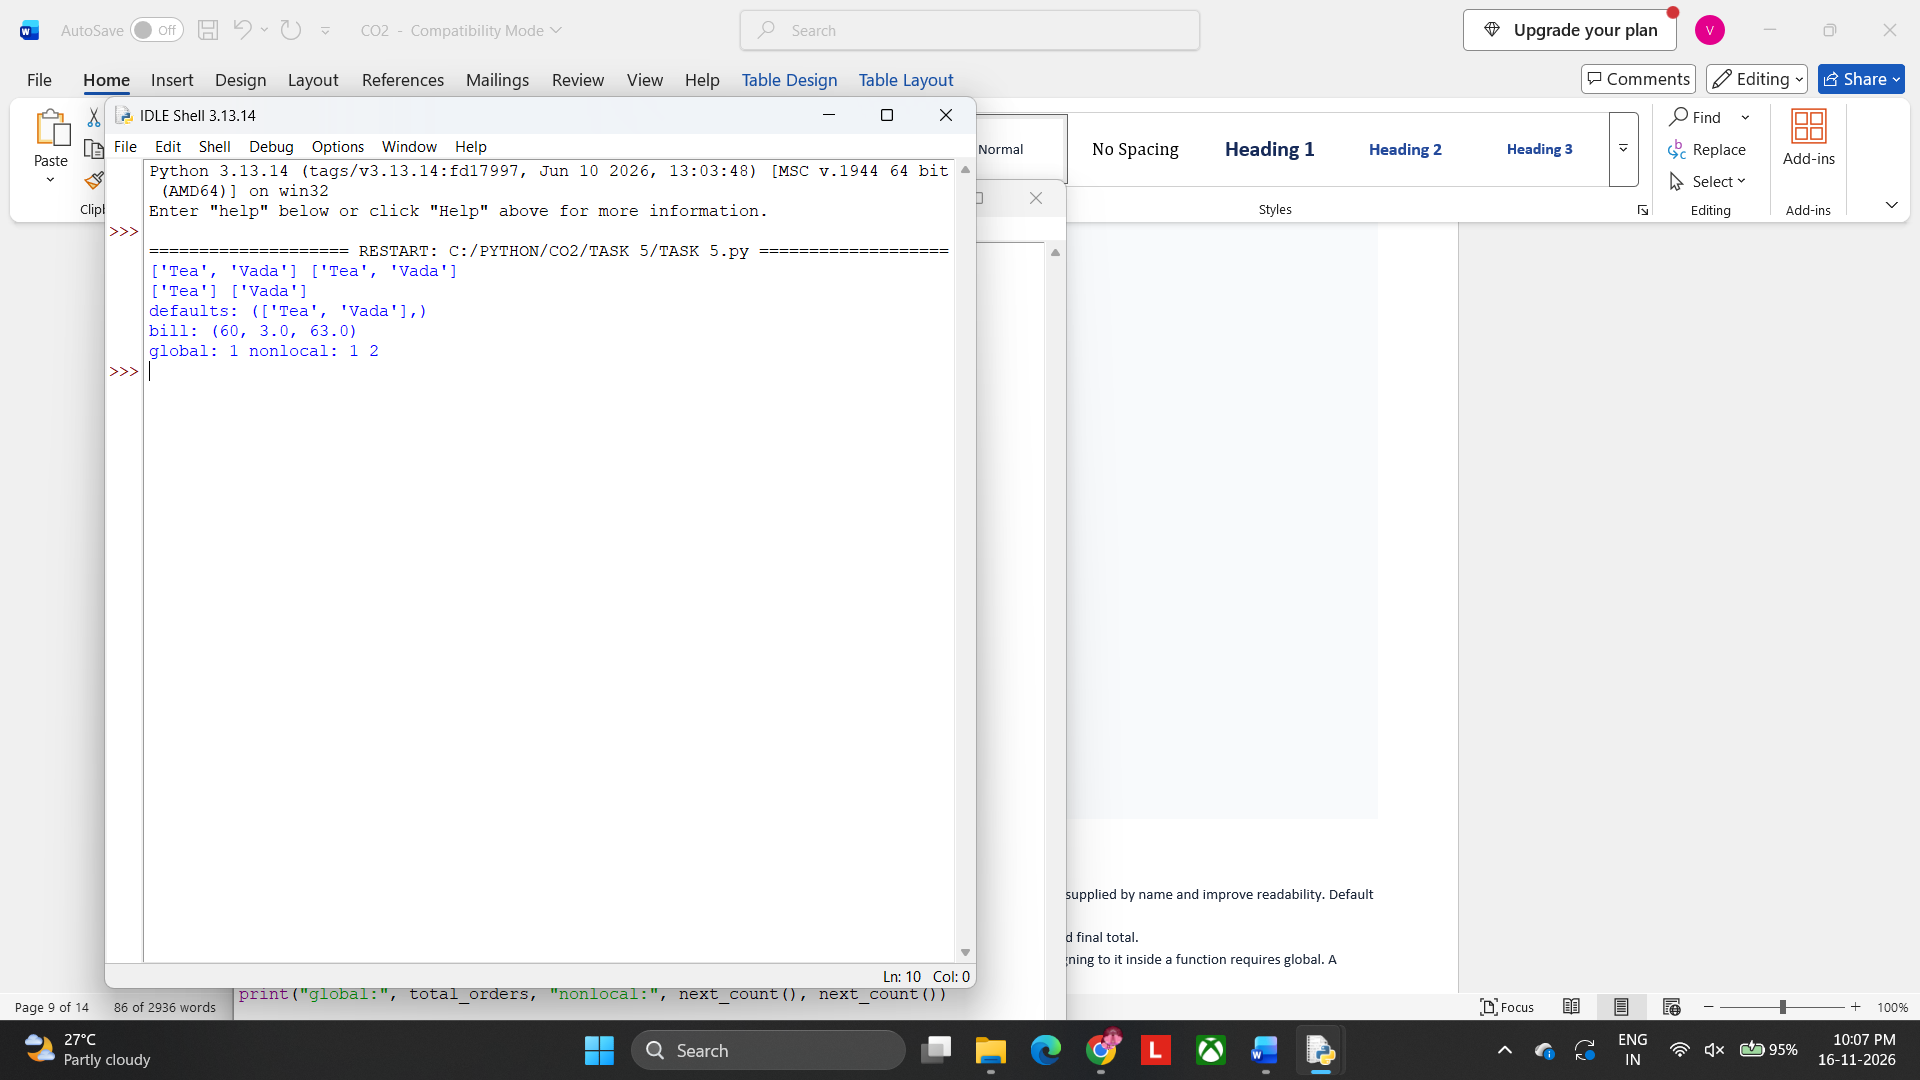 AutoSave Off CO2 - Compatibility Mode Search Upgrade your plan V
File Home Insert Design Layout References Mailings Review View Help Table Design Table Layout Comments Editing Share
Paste
Normal No Spacing Heading 1 Heading 2 Heading 3
Styles
Find
Replace
Select
Editing
Add-ins
Add-ins
IDLE Shell 3.13.14
File Edit Shell Debug Options Window Help
Python 3.13.14 (tags/v3.13.14:fd17997, Jun 10 2026, 13:03:48) [MSC v.1944 64 bit
(AMD64)] on win32
Enter "help" below or click "Help" above for more information.
>>>
==================== RESTART: C:/PYTHON/CO2/TASK 5/TASK 5.py ===================
['Tea', 'Vada'] ['Tea', 'Vada']
['Tea'] ['Vada']
defaults: (['Tea', 'Vada'],)
bill: (60, 3.0, 63.0)
global: 1 nonlocal: 1 2
>>>
Ln: 10 Col: 0
supplied by name and improve readability. Default
d final total.
gning to it inside a function requires global. A
print("global:", total_orders, "nonlocal:", next_count(), next_count())
Page 9 of 14 86 of 2936 words Focus 100%
27°C
Partly cloudy
Search
L
ENG
IN
95%
10:07 PM
16-11-2026